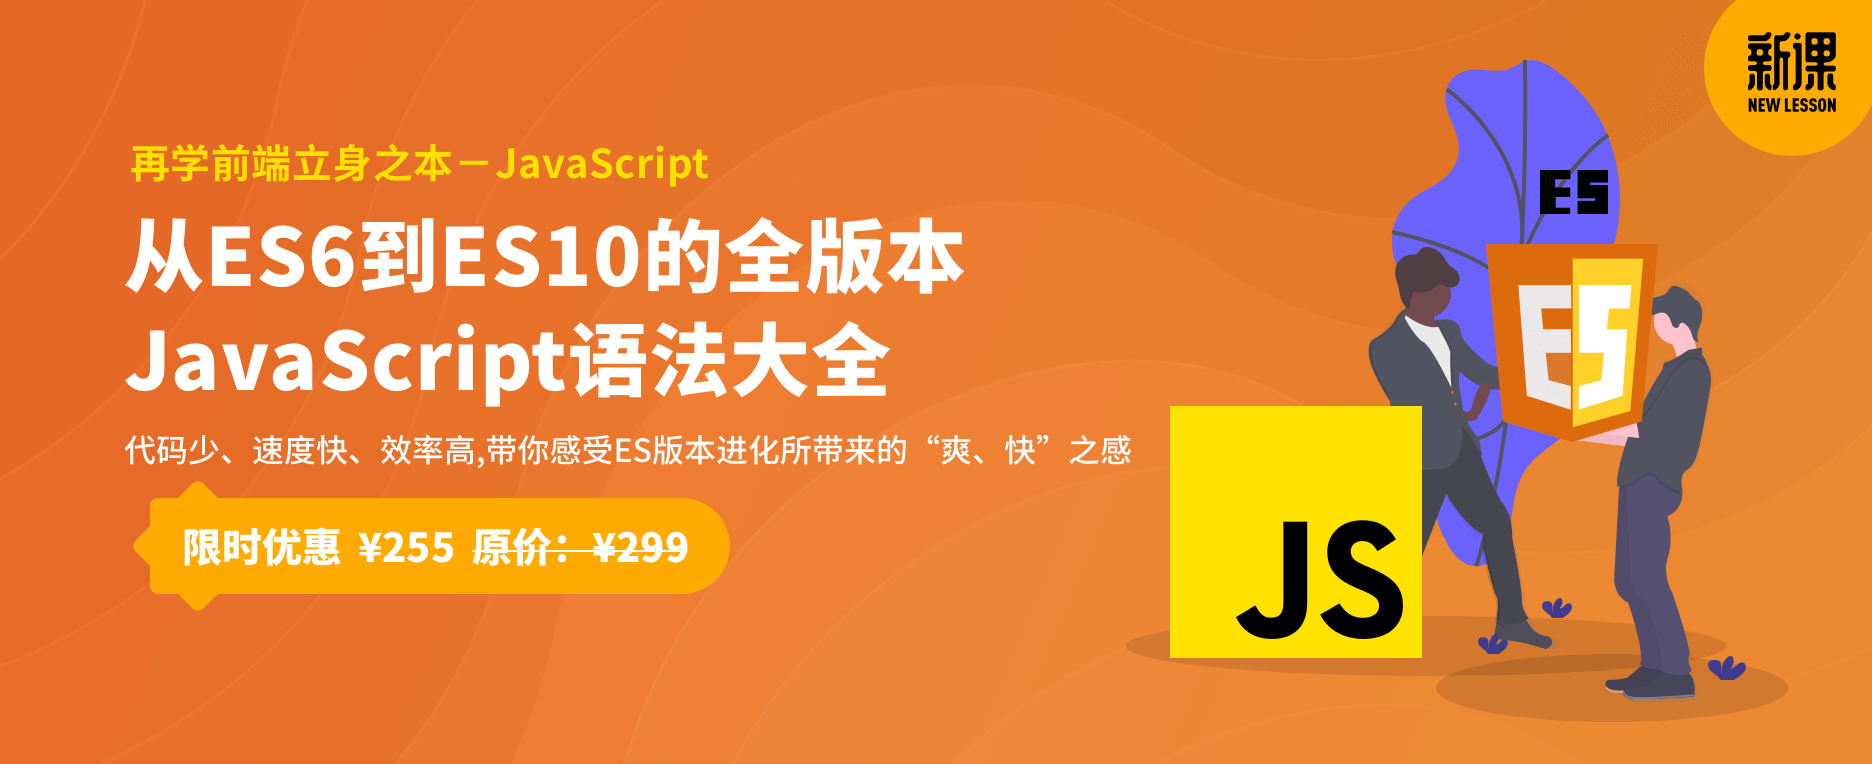 新课
NEW LESSON
再学前端立身之本－JavaScript
从ES6到ES10的全版本
JavaScript语法大全
代码少、速度快、效率高,带你感受ES版本进化所带来的“爽、快”之感
限时优惠 ¥255 原价：¥299
ES
ES
JS